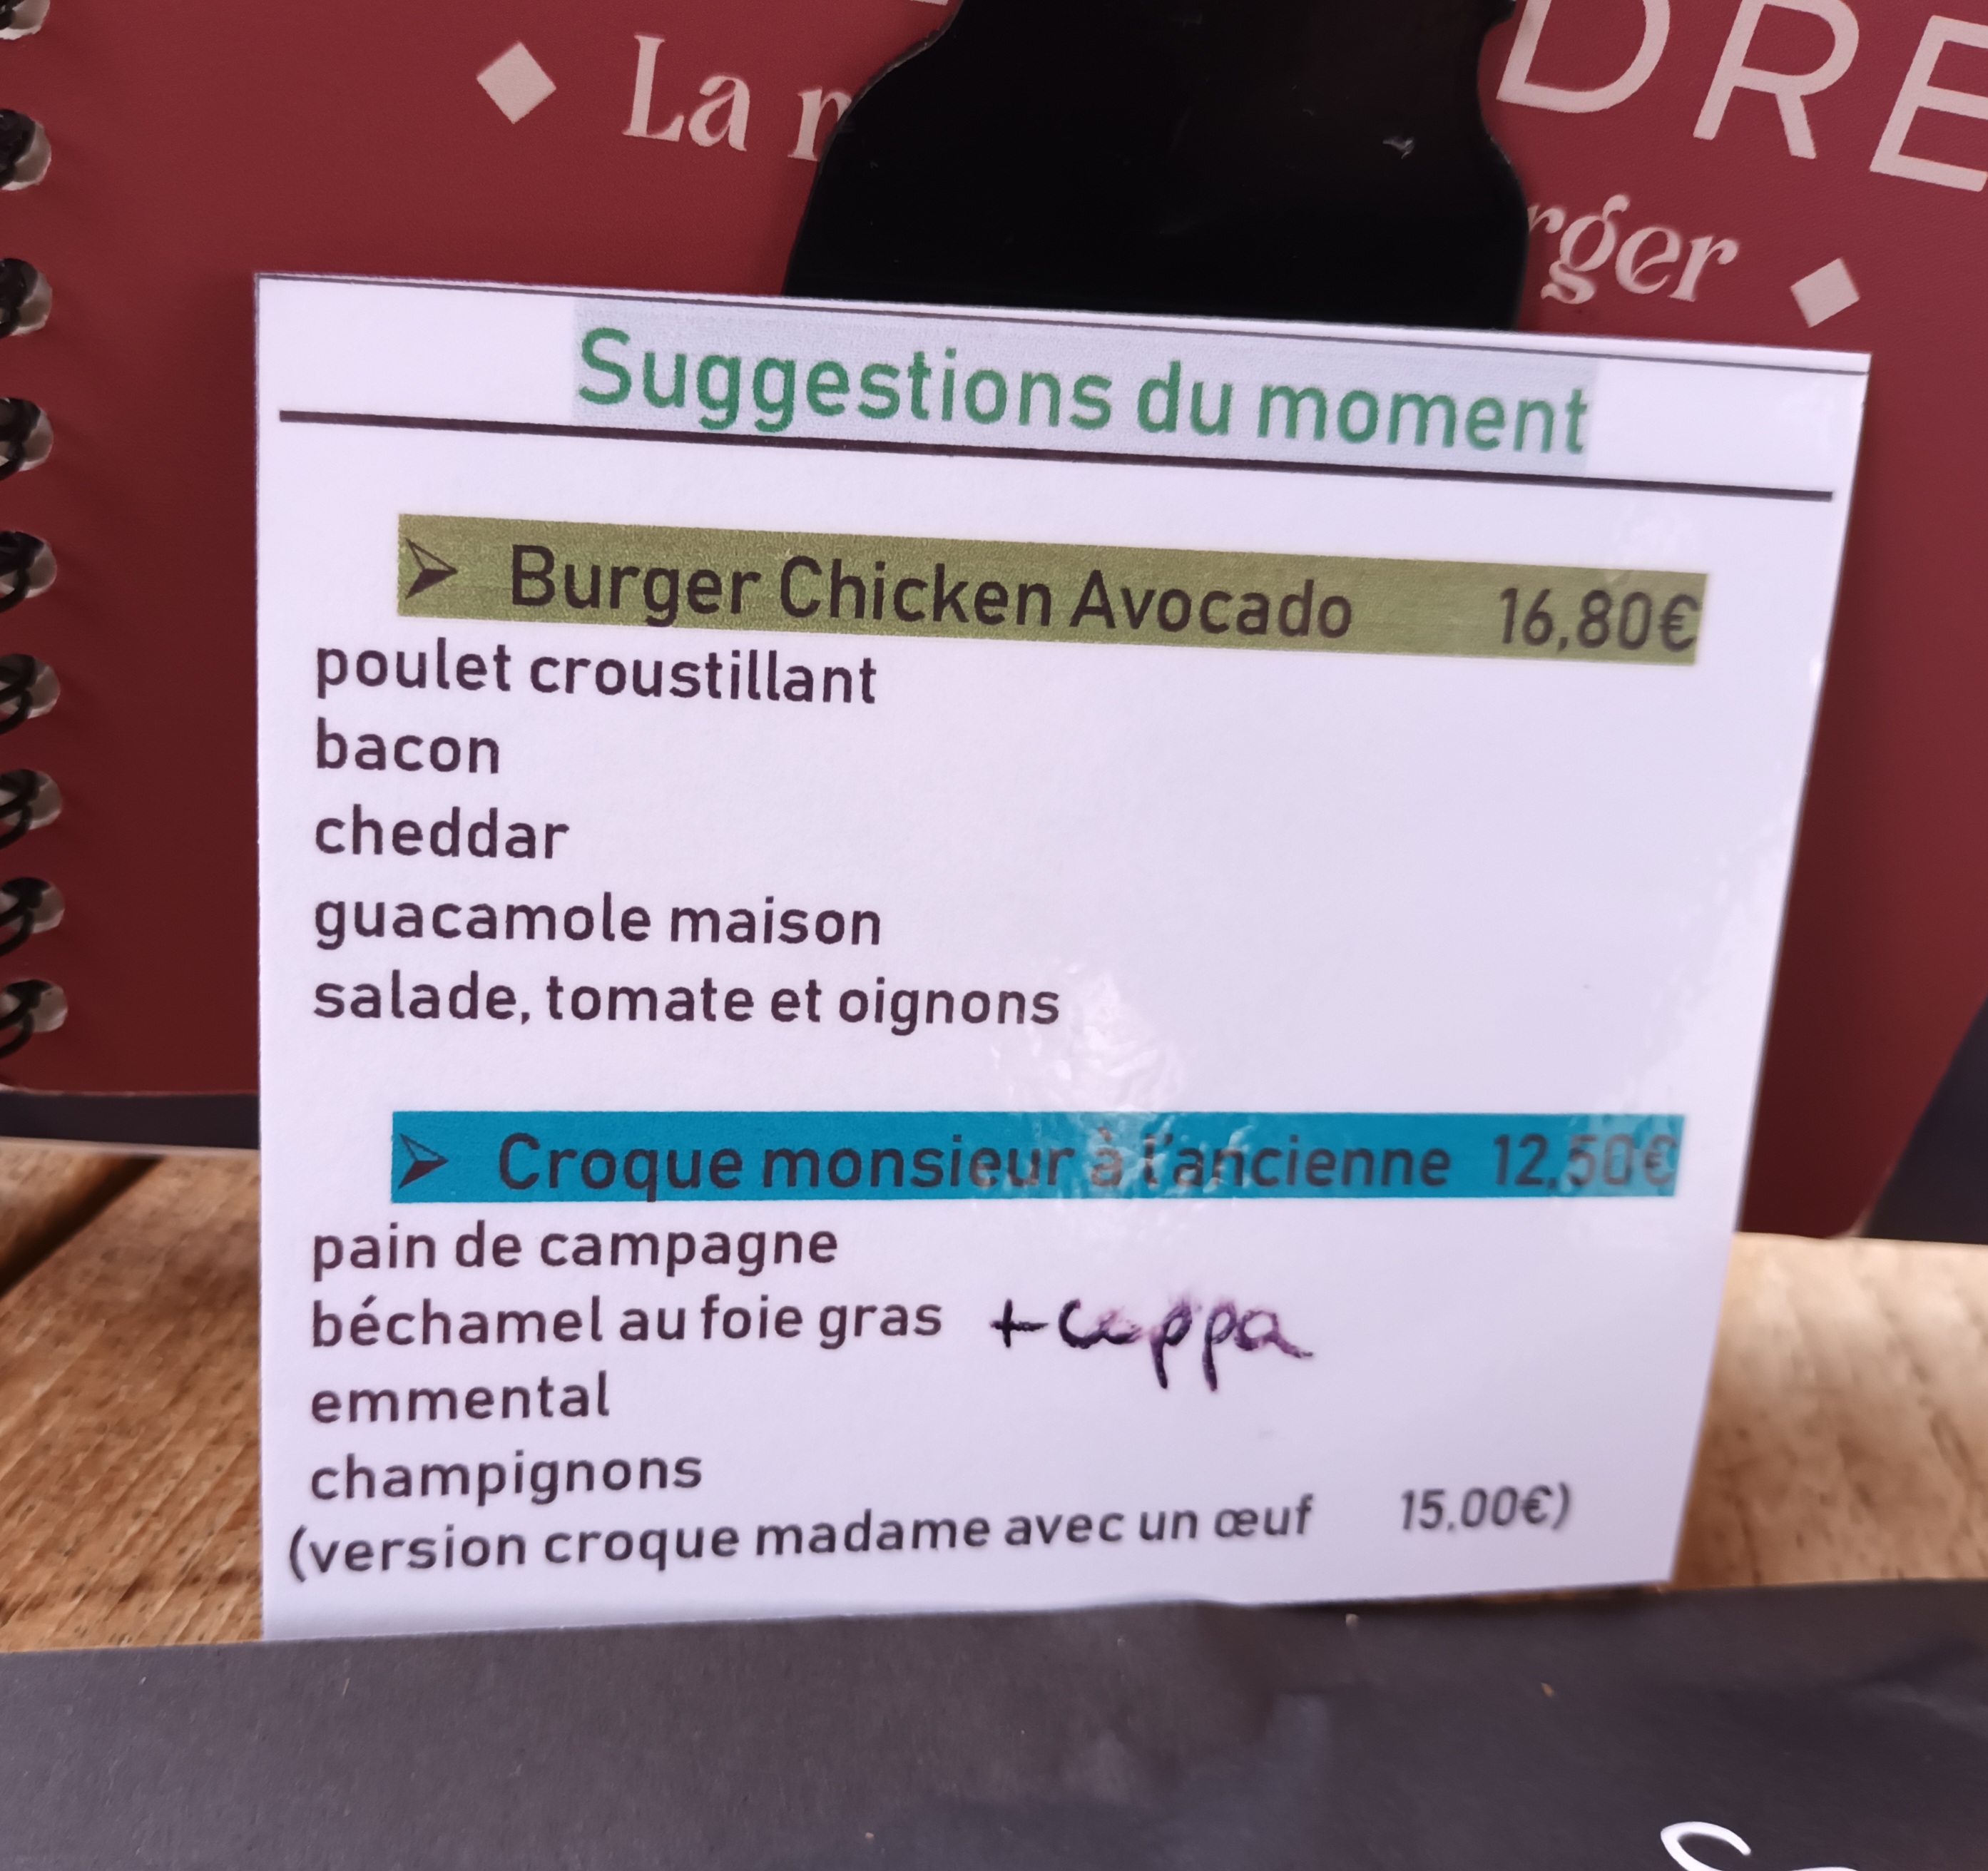 DRE
La
rger
Suggestions du moment
➢ Burger Chicken Avocado 16,80€
poulet croustillant
bacon
cheddar
guacamole maison
salade, tomate et oignons
➢ Croque monsieur à l'ancienne 12,50€
pain de campagne
béchamel au foie gras + coppa
emmental
champignons
(version croque madame avec un œuf 15,00€)